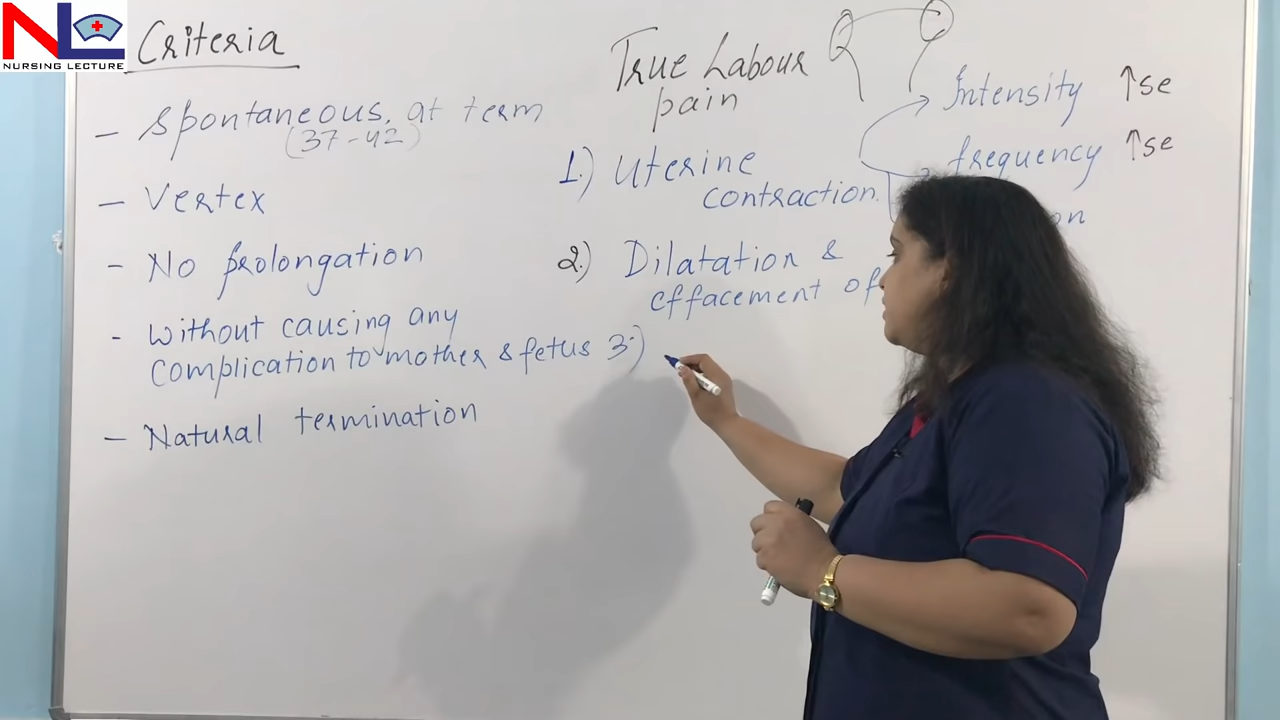 NL
NURSING LECTURE
Criteria
- Spontaneous, at term
(37-42)
- Vertex
- No prolongation
- Without causing any
complication to mother & fetus
- Natural termination
True Labour
pain
1.) Uterine
contraction
Intensity ↑se
frequency ↑se
on
2.) Dilatation &
effacement of
3.)